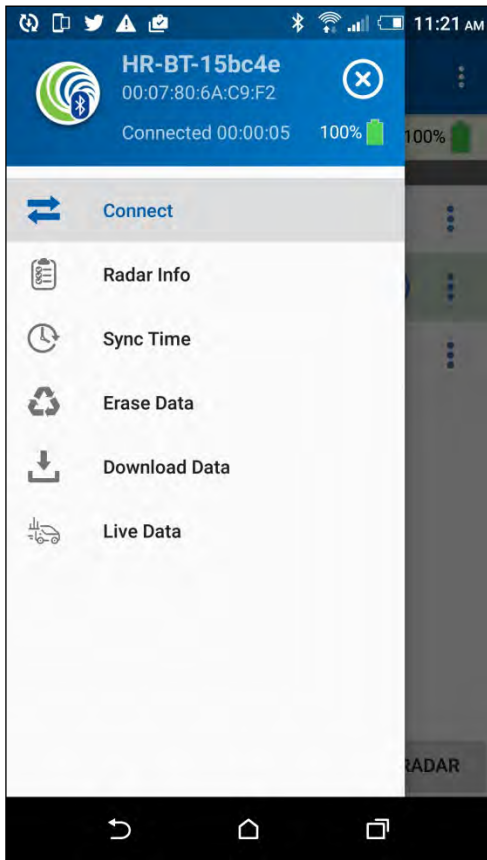 11:21 AM
HR-BT-15bc4e
00:07:80:6A:C9:F2
Connected 00:00:05 100%
100%
Connect
Radar Info
Sync Time
Erase Data
Download Data
Live Data
RADAR